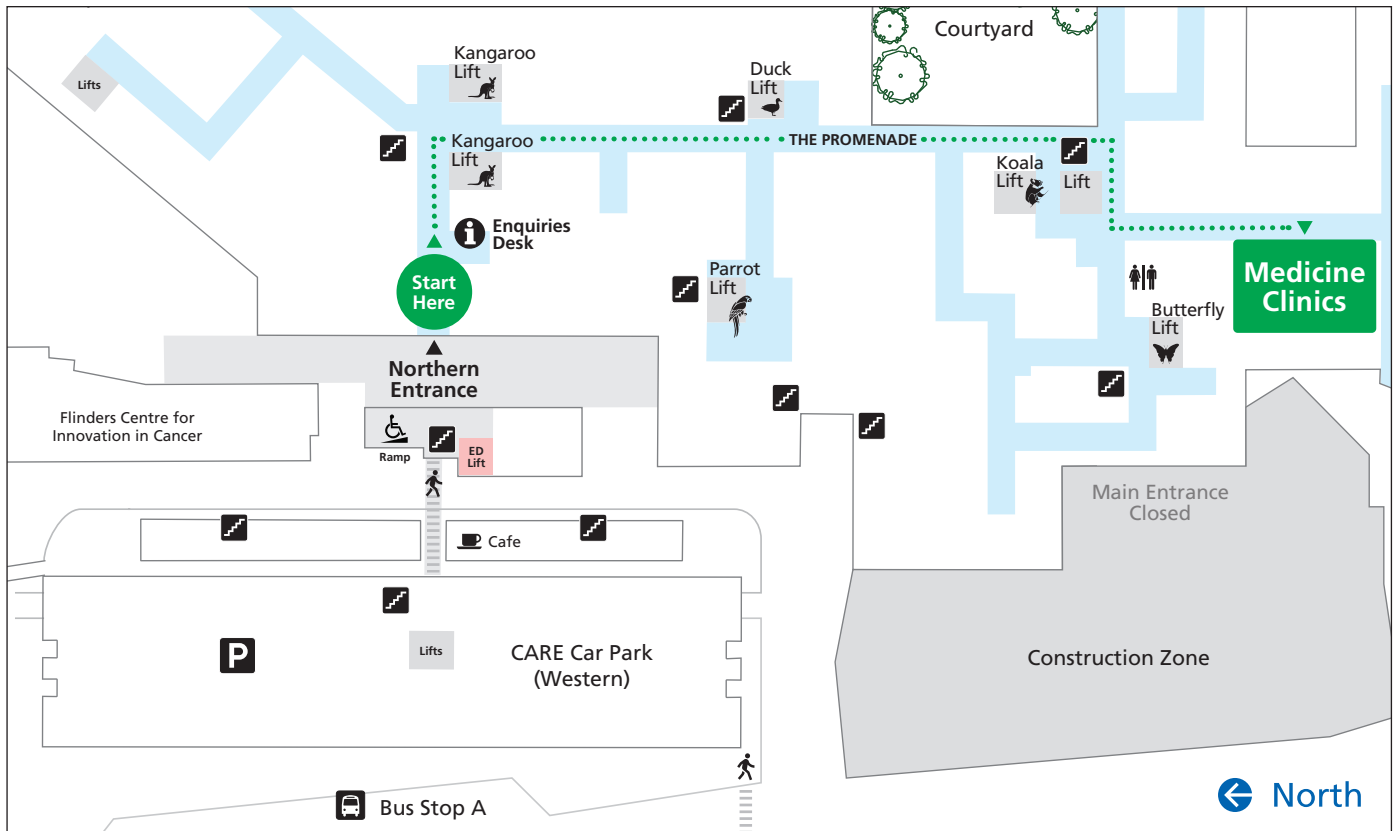 Courtyard
Kangaroo
Lift
Duck
Lift
Lifts
Kangaroo
Lift
THE PROMENADE
Koala
Lift
Lift
Enquiries
Desk
Start
Here
Parrot
Lift
Medicine
Clinics
Butterfly
Lift
Northern
Entrance
Flinders Centre for
Innovation in Cancer
Ramp
ED
Lift
Main Entrance
Closed
Cafe
P
Lifts
CARE Car Park
(Western)
Construction Zone
Bus Stop A
North